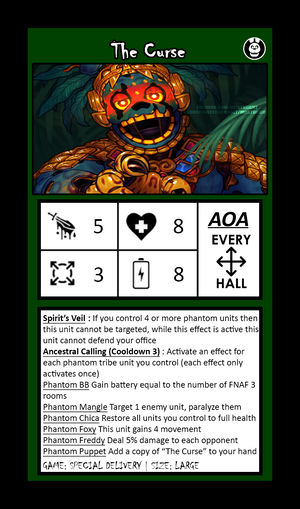 The Curse
5
8
AOA
EVERY
HALL
3
8
Spirit's Veil : If you control 4 or more phantom units then
this unit cannot be targeted, while this effect is active this
unit cannot defend your office
Ancestral Calling (Cooldown 3) : Activate an effect for
each phantom tribe unit you control (each effect only
activates once)
Phantom BB Gain battery equal to the number of FNAF 3
rooms
Phantom Mangle Target 1 enemy unit, paralyze them
Phantom Chica Restore all units you control to full health
Phantom Foxy This unit gains 4 movement
Phantom Freddy Deal 5% damage to each opponent
Phantom Puppet Add a copy of "The Curse" to your hand
GAME: SPECIAL DELIVERY | SIZE: LARGE